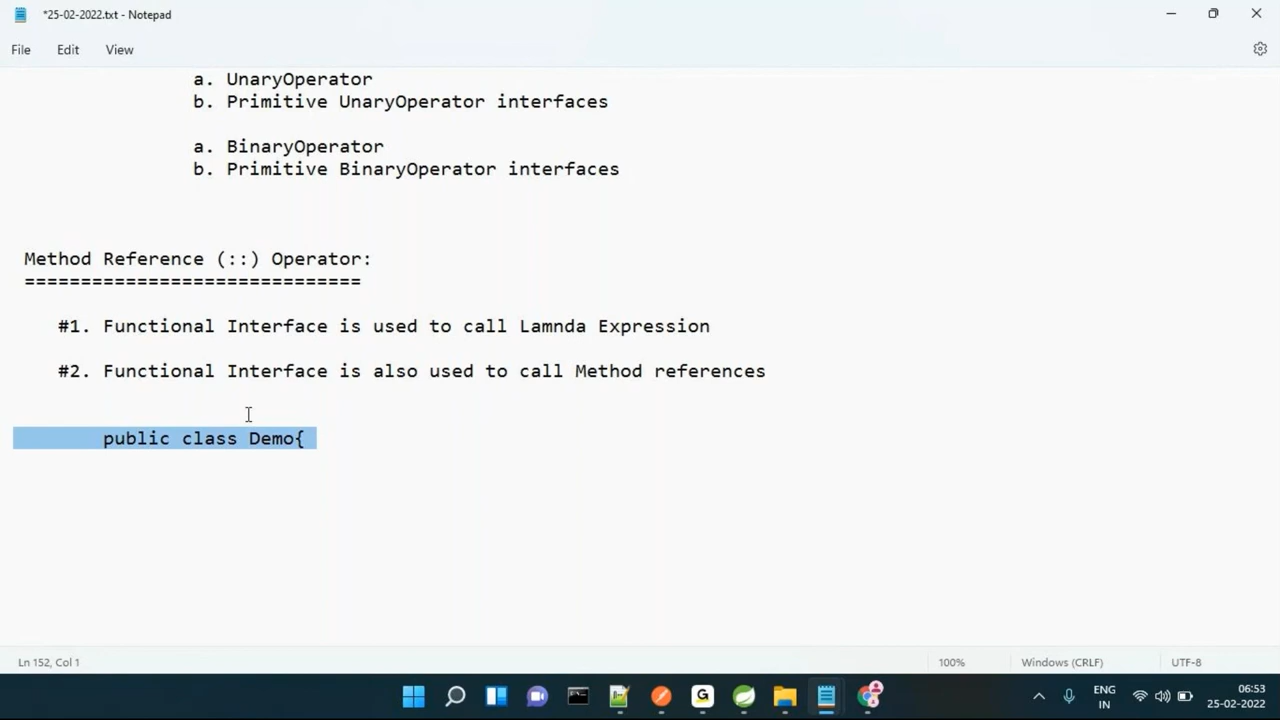 *25-02-2022.txt - Notepad
File Edit View
a. UnaryOperator
b. Primitive UnaryOperator interfaces
a. BinaryOperator
b. Primitive BinaryOperator interfaces
Method Reference (::) Operator:
==============================
#1. Functional Interface is used to call Lamnda Expression
#2. Functional Interface is also used to call Method references
public class Demo{
Ln 152, Col 1 100% Windows (CRLF) UTF-8
G
ENG 06:53
IN 25-02-2022